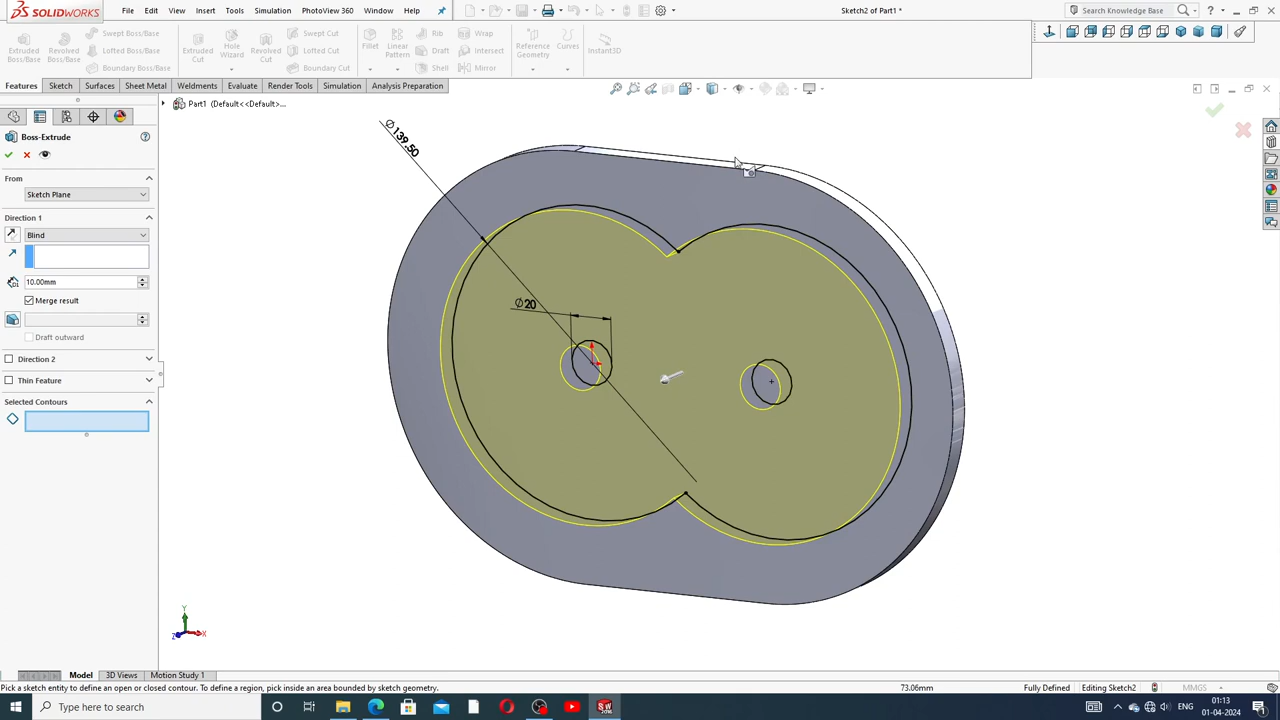 SOLIDWORKS File Edit View Insert Tools Simulation PhotoView 360 Window Help Sketch2 of Part1 * Search Knowledge Base
Extruded Boss/Base Revolved Boss/Base Swept Boss/Base Lofted Boss/Base Boundary Boss/Base Extruded Cut Hole Wizard Revolved Cut Swept Cut Lofted Cut Boundary Cut Fillet Linear Pattern Rib Draft Shell Wrap Intersect Mirror Reference Geometry Curves Instant3D
Features Sketch Surfaces Sheet Metal Weldments Evaluate Render Tools Simulation Analysis Preparation
Part1 (Default<<Default>...
Boss-Extrude
From
Sketch Plane
Direction 1
Blind
10.00mm
Merge result
Draft outward
Direction 2
Thin Feature
Selected Contours
∅139.50
∅20
Y
Z X
Model 3D Views Motion Study 1
Pick a sketch entity to define an open or closed contour. To define a region, pick inside an area bounded by sketch geometry. 73.06mm Fully Defined Editing Sketch2 MMGS
Type here to search ENG 01:13
01-04-2024